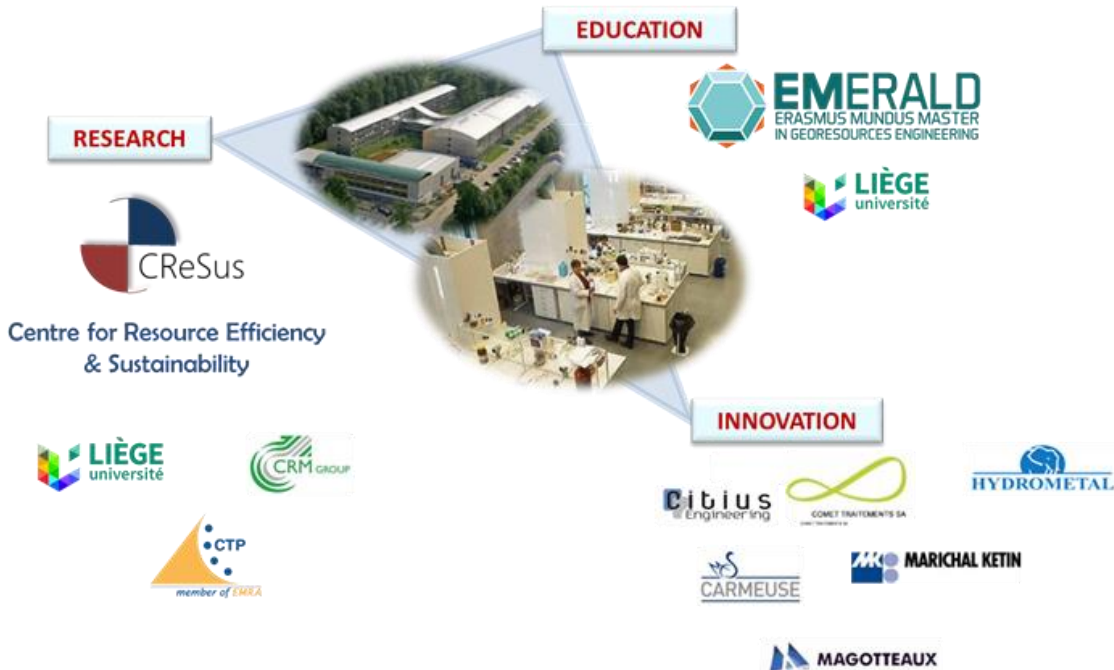 EDUCATION
EMERALD
ERASMUS MUNDUS MASTER
IN GEORESOURCES ENGINEERING
LIÈGE
université
RESEARCH
CReSus
Centre for Resource Efficiency
& Sustainability
LIÈGE
université
CRM GROUP
CTP
member of EMRA
INNOVATION
Citius
Engineering
COMET TRAITEMENTS SA
HYDROMETAL
CARMEUSE
MK MARICHAL KETIN
MAGOTTEAUX